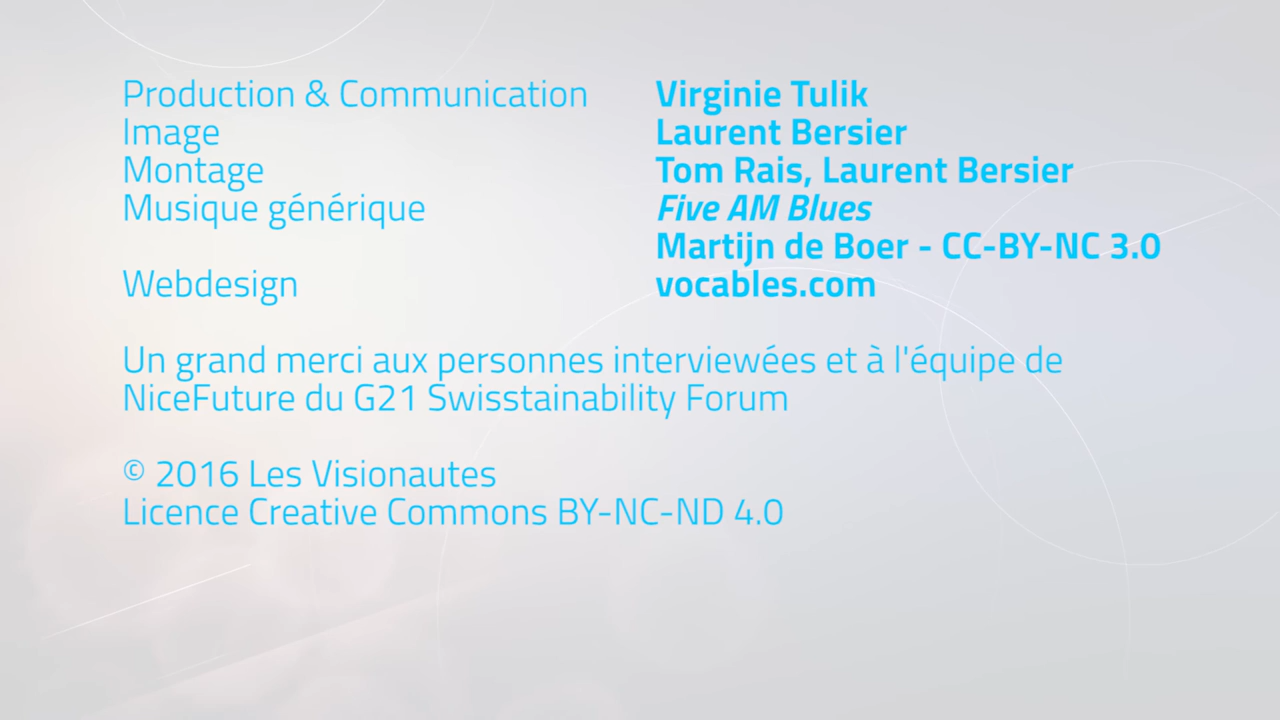 Production & Communication Virginie Tulik
Image Laurent Bersier
Montage Tom Rais, Laurent Bersier
Musique générique Five AM Blues
Martijn de Boer - CC-BY-NC 3.0
Webdesign vocables.com
Un grand merci aux personnes interviewées et à l'équipe de
NiceFuture du G21 Swisstainability Forum
© 2016 Les Visionautes
Licence Creative Commons BY-NC-ND 4.0